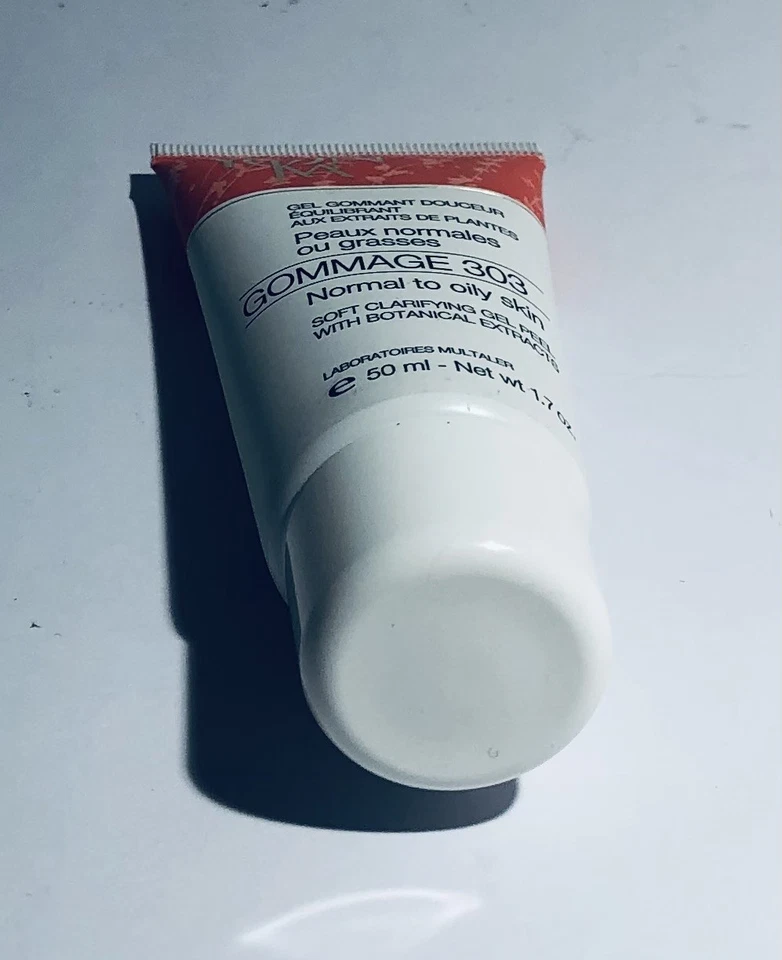 GEL GOMMANT DOUCEUR
ÉQUILIBRANT
AUX EXTRAITS DE PLANTES
Peaux normales
ou grasses
GOMMAGE 303
Normal to oily skin
SOFT CLARIFYING GEL PEEL
WITH BOTANICAL EXTRACTS
LABORATOIRES MULTALER
e 50 ml - Net wt 1.7 oz.